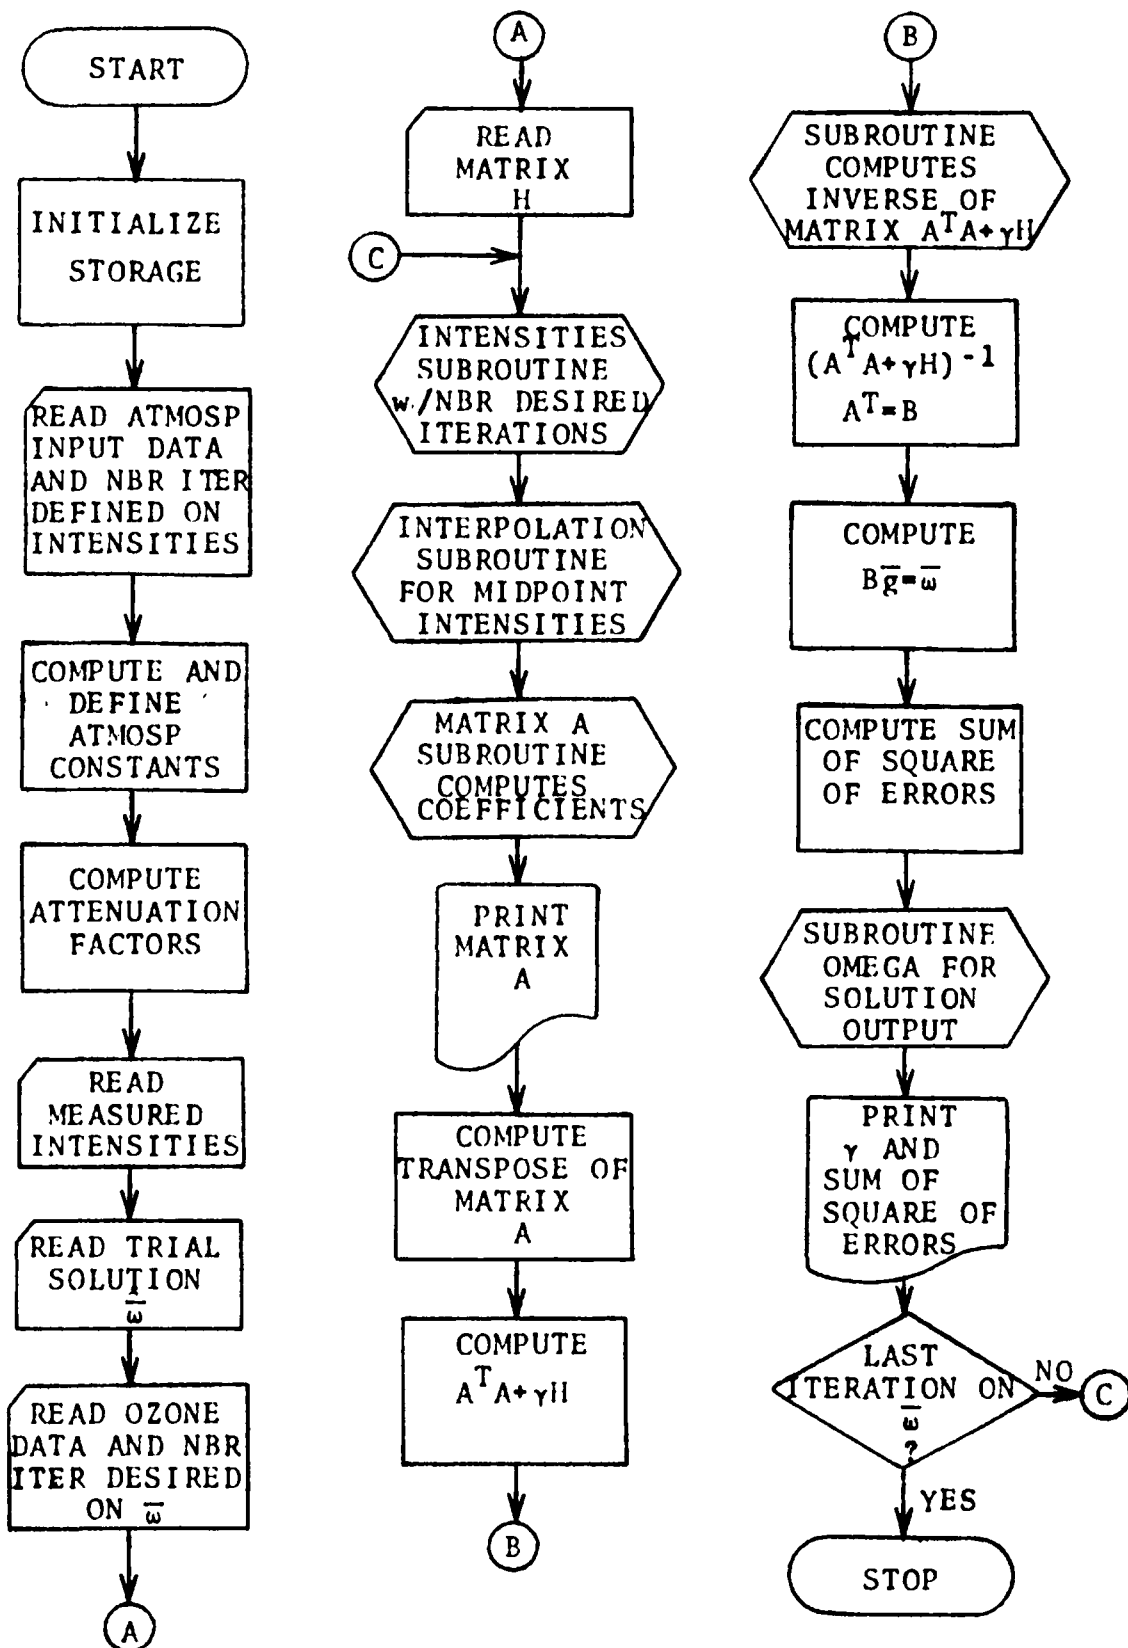 START
INITIALIZE
STORAGE
READ ATMOSP
INPUT DATA
AND NBR ITER
DEFINED ON
INTENSITIES
COMPUTE AND
DEFINE
ATMOSP
CONSTANTS
COMPUTE
ATTENUATION
FACTORS
READ
MEASURED
INTENSITIES
READ TRIAL
SOLUTION
ω̅
READ OZONE
DATA AND NBR
ITER DESIRED
ON ω̅
A
A
READ
MATRIX
H
C
INTENSITIES
SUBROUTINE
w./NBR DESIRED
ITERATIONS
INTERPOLATION
SUBROUTINE
FOR MIDPOINT
INTENSITIES
MATRIX A
SUBROUTINE
COMPUTES
COEFFICIENTS
PRINT
MATRIX
A
COMPUTE
TRANSPOSE OF
MATRIX
A
COMPUTE
AᵀA+γH
B
B
SUBROUTINE
COMPUTES
INVERSE OF
MATRIX AᵀA+γH
COMPUTE
(AᵀA+γH)⁻¹
Aᵀ=B
COMPUTE
Bg̅=ω̅
COMPUTE SUM
OF SQUARE
OF ERRORS
SUBROUTINE
OMEGA FOR
SOLUTION
OUTPUT
PRINT
γ AND
SUM OF
SQUARE OF
ERRORS
LAST
ITERATION ON
ω̅
?
NO
C
YES
STOP